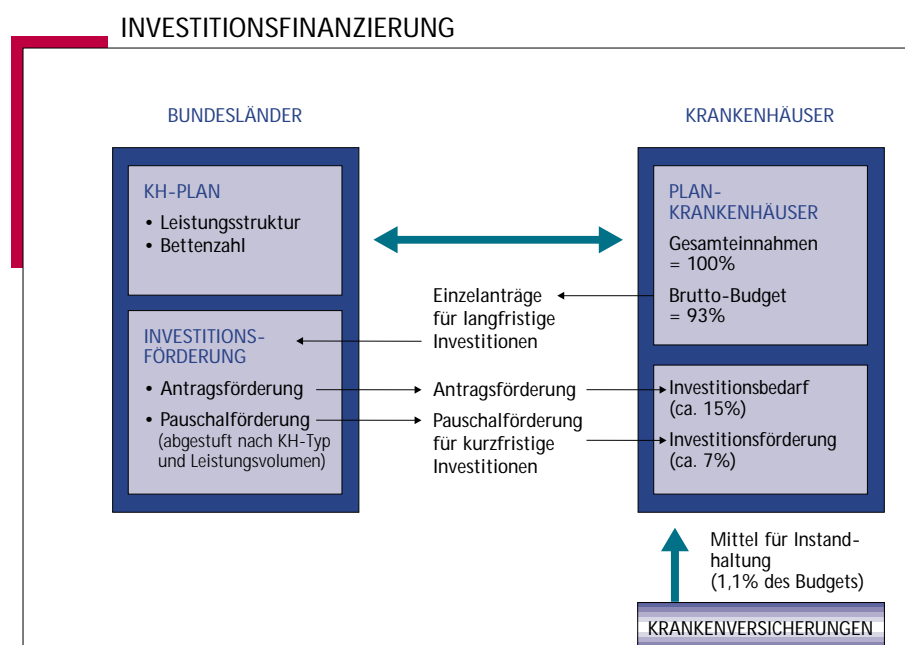 INVESTITIONSFINANZIERUNG
BUNDESLÄNDER
KH-PLAN
• Leistungsstruktur
• Bettenzahl
INVESTITIONS-
FÖRDERUNG
• Antragsförderung
• Pauschalförderung
(abgestuft nach KH-Typ
und Leistungsvolumen)
Einzelanträge
für langfristige
Investitionen
Antragsförderung
Pauschalförderung
für kurzfristige
Investitionen
KRANKENHÄUSER
PLAN-
KRANKENHÄUSER
Gesamteinnahmen
= 100%
Brutto-Budget
= 93%
Investitionsbedarf
(ca. 15%)
Investitionsförderung
(ca. 7%)
Mittel für Instand-
haltung
(1,1% des Budgets)
KRANKENVERSICHERUNGEN